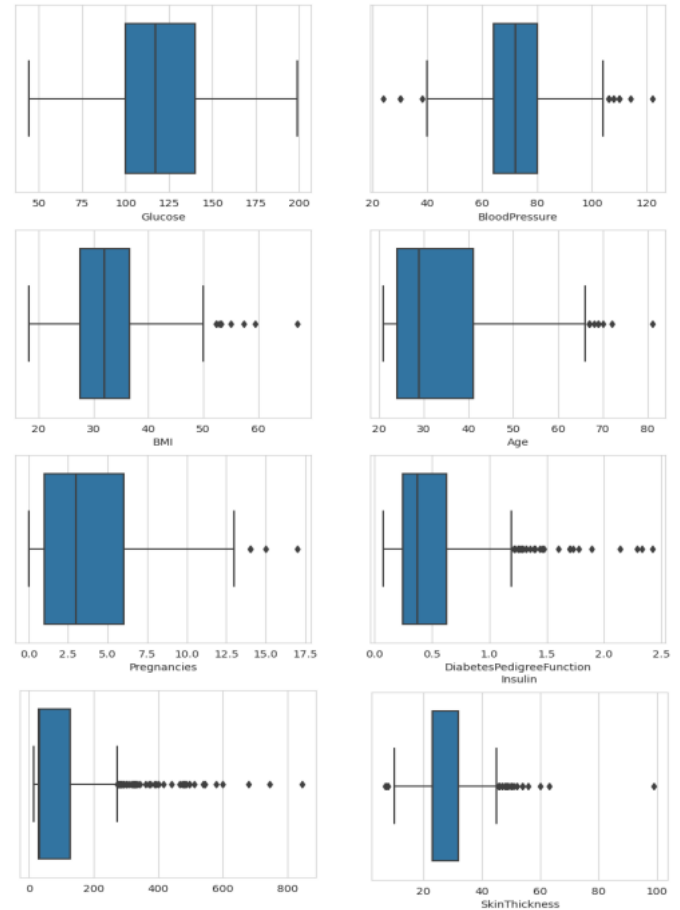 50 75 100 125 150 175 200
Glucose
20 40 60 80 100 120
BloodPressure
20 30 40 50 60
BMI
20 30 40 50 60 70 80
Age
0.0 2.5 5.0 7.5 10.0 12.5 15.0 17.5
Pregnancies
0.0 0.5 1.0 1.5 2.0 2.5
DiabetesPedigreeFunction
Insulin
0 200 400 600 800
20 40 60 80 100
SkinThickness